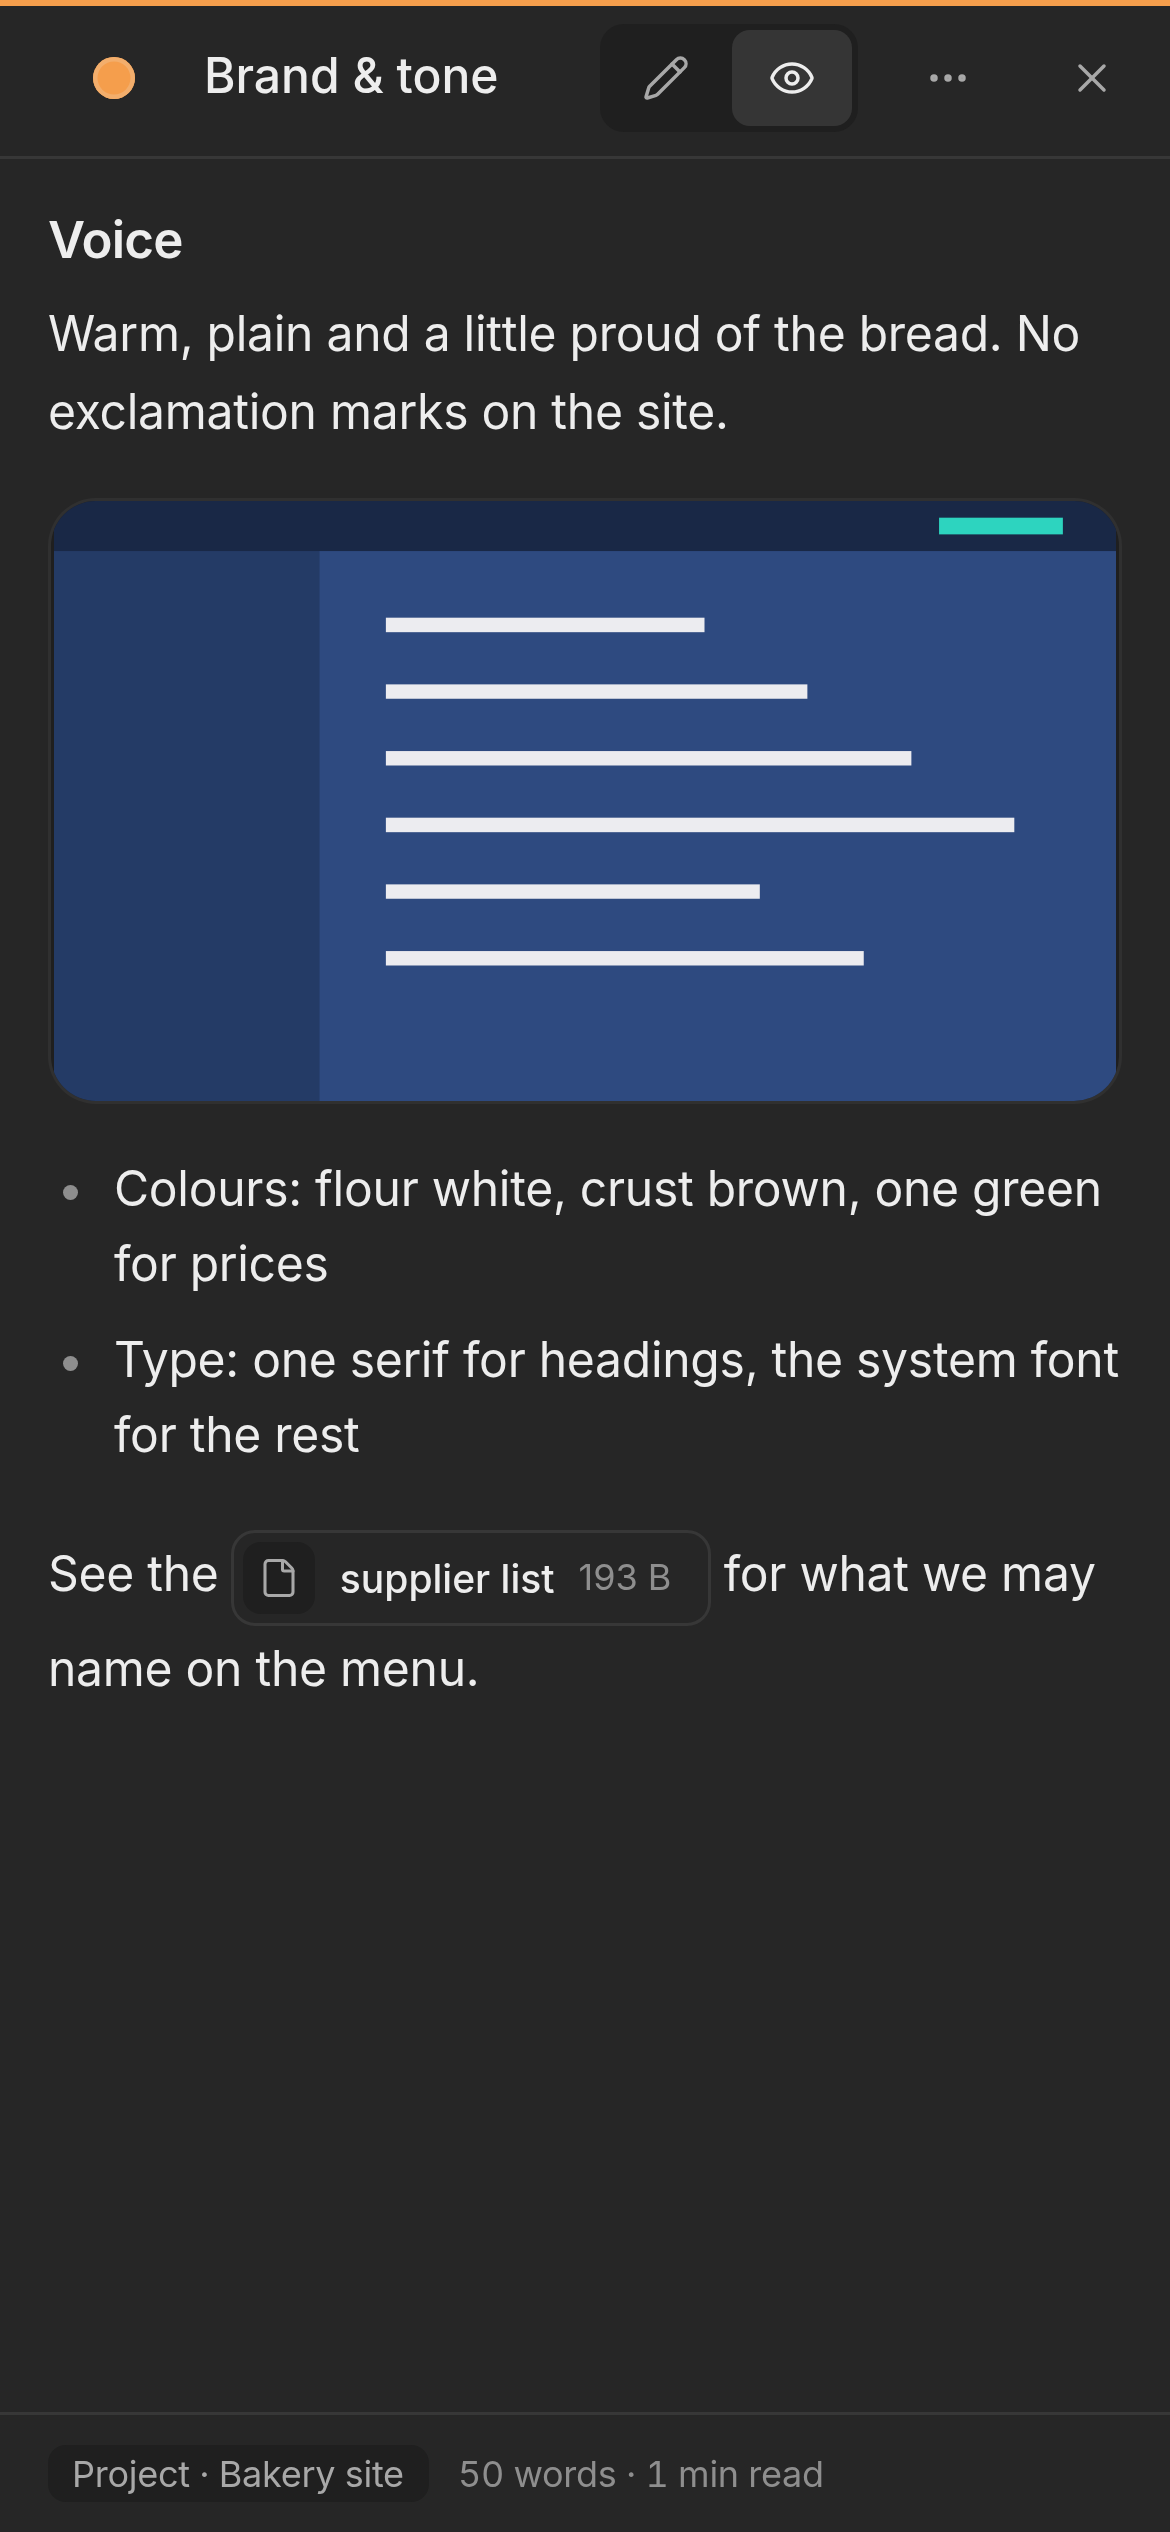 Brand & tone
Voice
Warm, plain and a little proud of the bread. No
exclamation marks on the site.
Colours: flour white, crust brown, one green
for prices
Type: one serif for headings, the system font
for the rest
See the supplier list 193 B for what we may
name on the menu.
Project · Bakery site 50 words · 1 min read